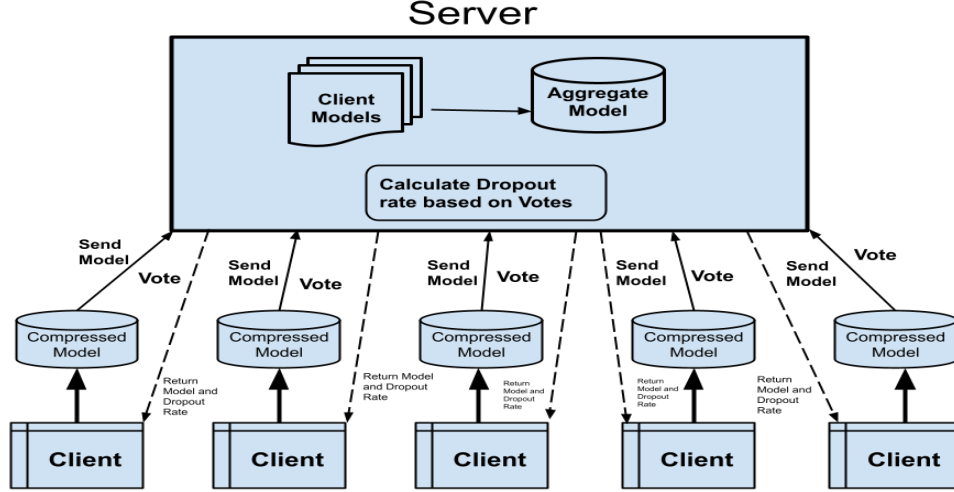 Server
Client
Models
Aggregate
Model
Calculate Dropout
rate based on Votes
Send
Model
Vote
Send
Model
Vote
Send
Model
Vote
Send
Model
Vote
Send
Model
Vote
Compressed
Model
Compressed
Model
Compressed
Model
Compressed
Model
Compressed
Model
Return
Model and
Dropout
Rate
Return Model
and Dropout
Rate
Return
Model and
Dropout
Rate
Return
Model and
Dropout
Rate
Return
Model and
Dropout
Rate
Client
Client
Client
Client
Client